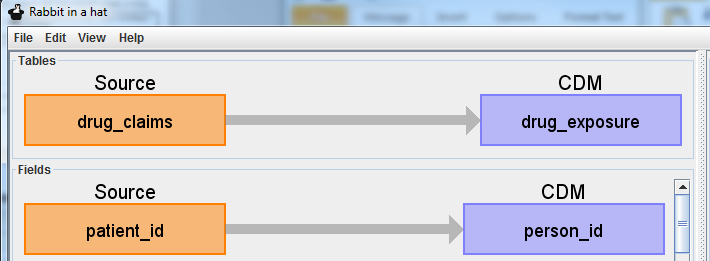 Rabbit in a hat
File Edit View Help
Tables
Source CDM
drug_claims drug_exposure
Fields
Source CDM
patient_id person_id